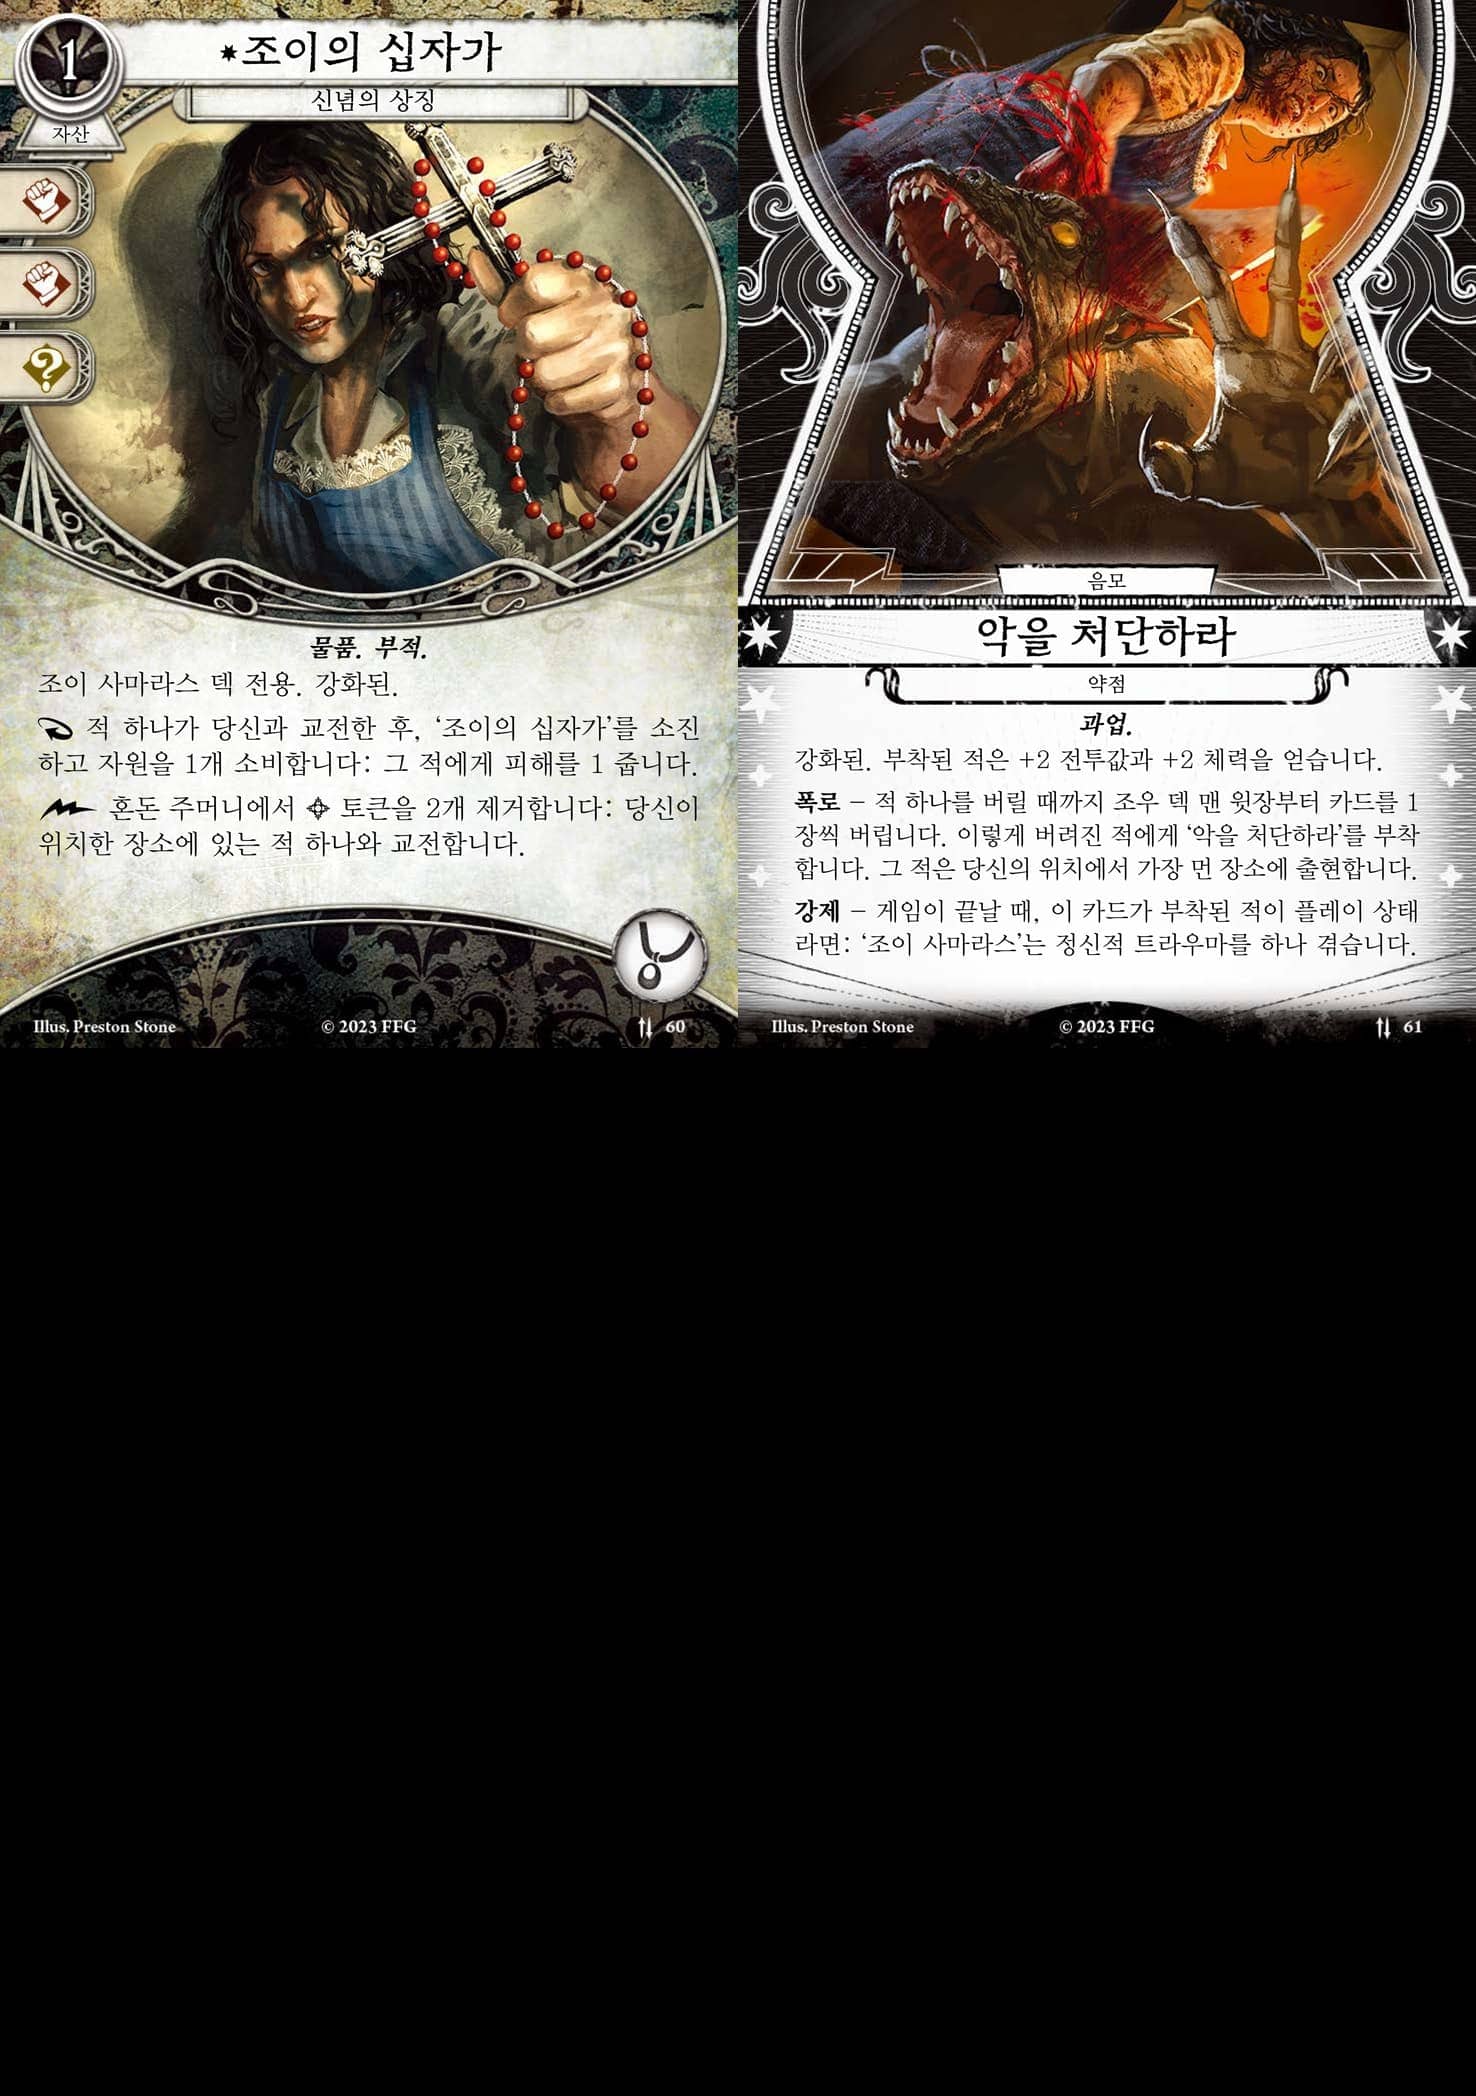 1
✷조이의 십자가
신념의 상징
자산
물품. 부적.
조이 사마라스 덱 전용. 강화된.
적 하나가 당신과 교전한 후, ‘조이의 십자가’를 소진
하고 자원을 1개 소비합니다: 그 적에게 피해를 1 줍니다.
혼돈 주머니에서 토큰을 2개 제거합니다: 당신이
위치한 장소에 있는 적 하나와 교전합니다.
Illus. Preston Stone
© 2023 FFG
60
음모
악을 처단하라
약점
과업.
강화된. 부착된 적은 +2 전투값과 +2 체력을 얻습니다.
폭로 – 적 하나를 버릴 때까지 조우 덱 맨 윗장부터 카드를 1
장씩 버립니다. 이렇게 버려진 적에게 ‘악을 처단하라’를 부착
합니다. 그 적은 당신의 위치에서 가장 먼 장소에 출현합니다.
강제 – 게임이 끝날 때, 이 카드가 부착된 적이 플레이 상태
라면: ‘조이 사마라스’는 정신적 트라우마를 하나 겪습니다.
Illus. Preston Stone
© 2023 FFG
61